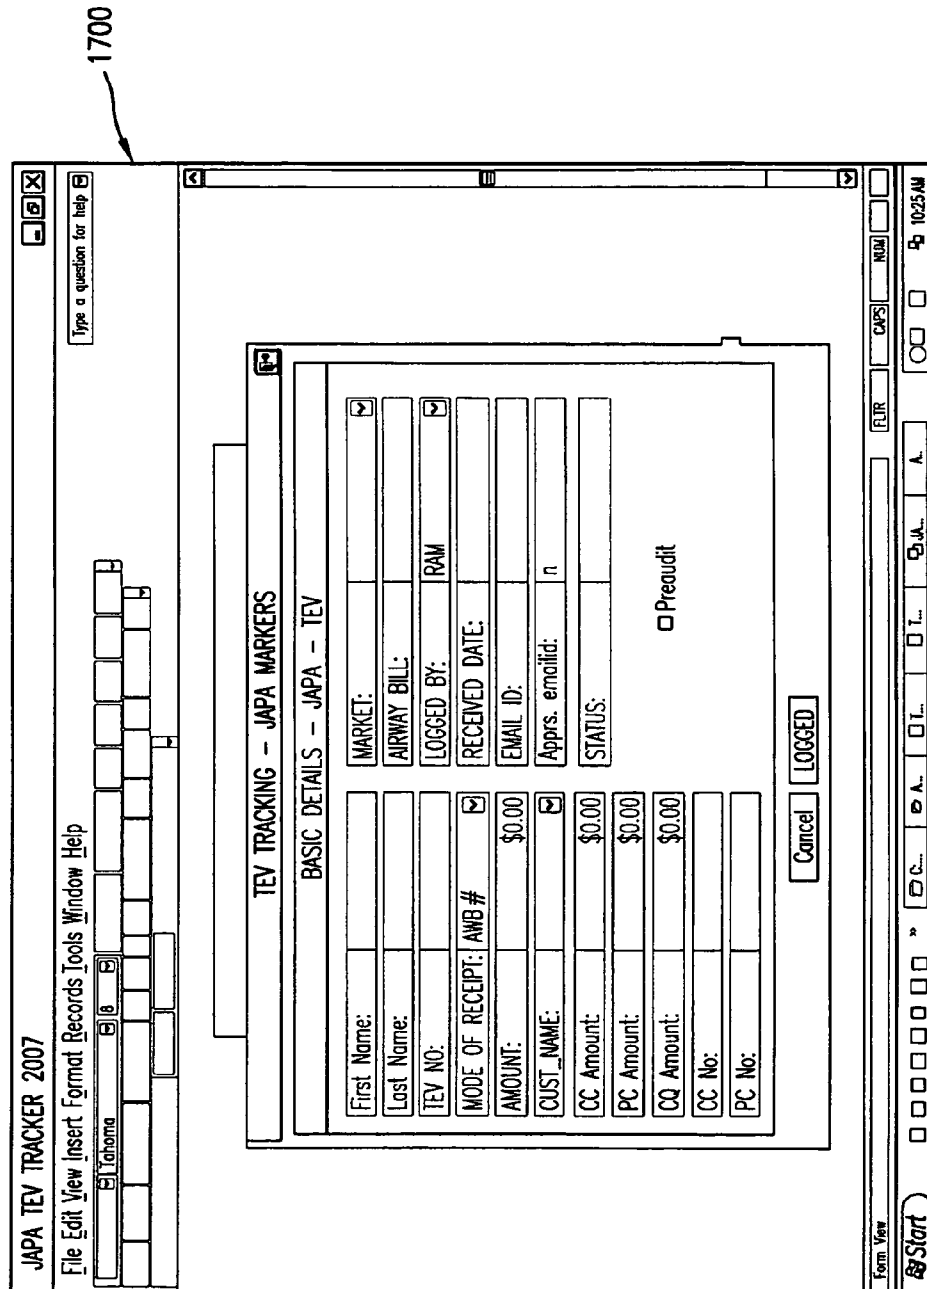 1700
JAPA TEV TRACKER 2007
File Edit View Insert Format Records Tools Window Help
Type a question for help
Tahoma 8
TEV TRACKING – JAPA MARKERS
BASIC DETAILS – JAPA – TEV
First Name:
Last Name:
TEV NO:
MODE OF RECEIPT: AWB#
AMOUNT: $0.00
CUST_NAME:
CC Amount: $0.00
PC Amount: $0.00
CQ Amount: $0.00
CC No:
PC No:
MARKET:
AIRWAY BILL:
LOGGED BY: RAM
RECEIVED DATE:
EMAIL ID:
Apprs. emailid: n
STATUS:
Preaudit
Cancel LOGGED
Form View FLTR CAPS NUM
Start » C... A... T... T... JA... A... 10:25 AM